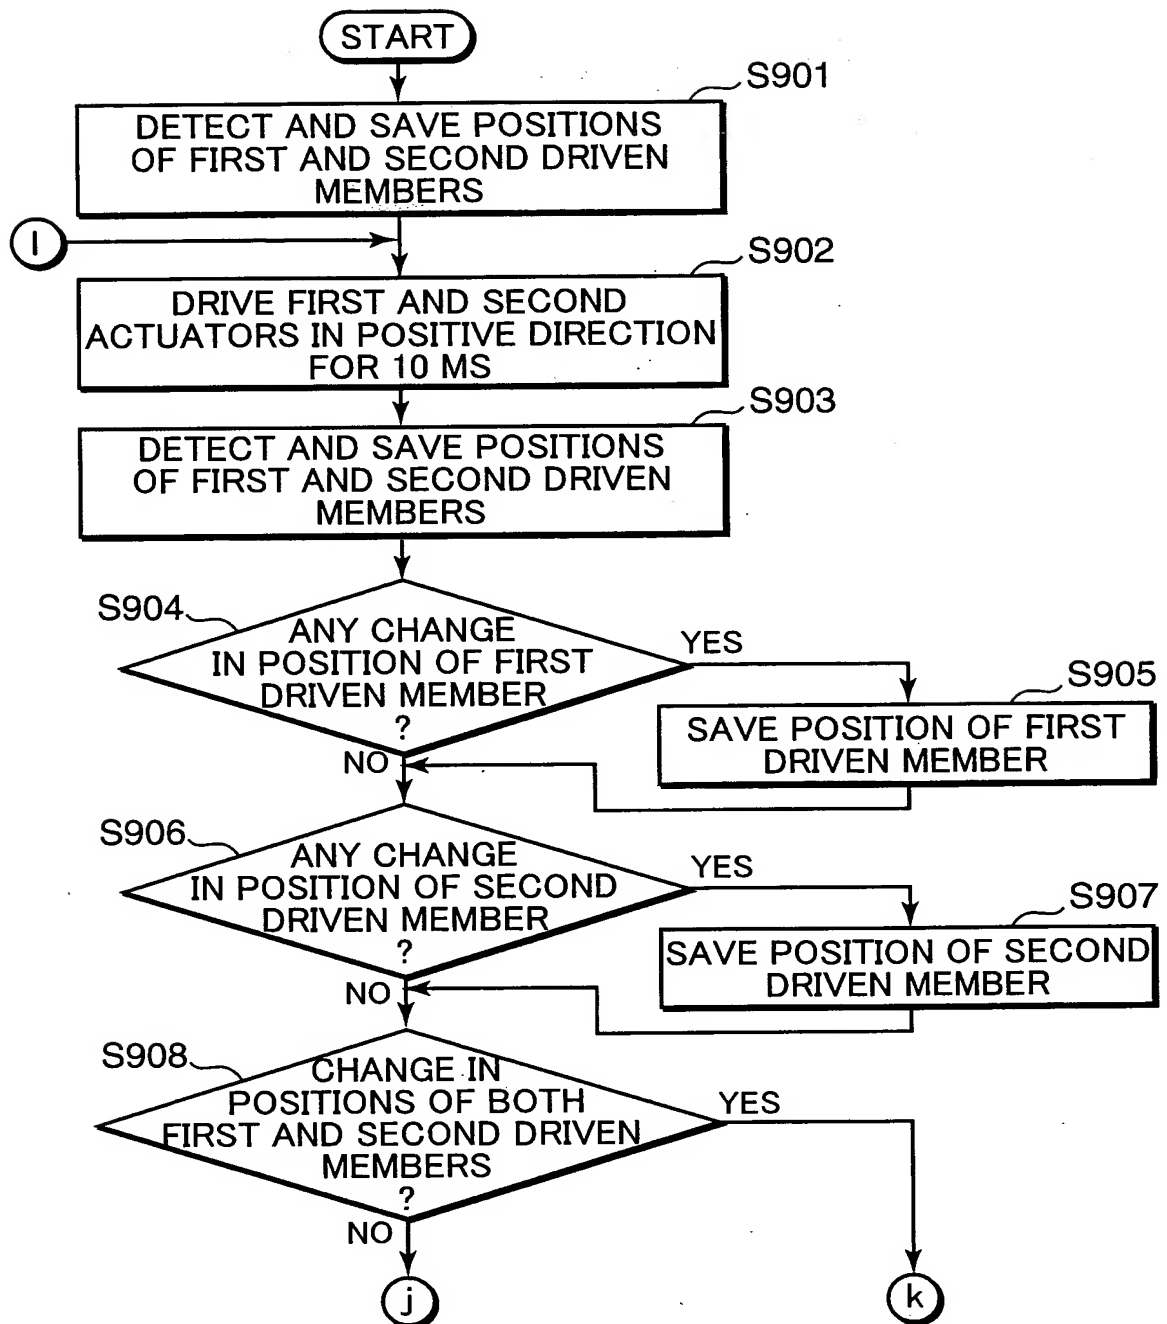 START
S901
DETECT AND SAVE POSITIONS
OF FIRST AND SECOND DRIVEN
MEMBERS
l
S902
DRIVE FIRST AND SECOND
ACTUATORS IN POSITIVE DIRECTION
FOR 10 MS
S903
DETECT AND SAVE POSITIONS
OF FIRST AND SECOND DRIVEN
MEMBERS
S904
ANY CHANGE
IN POSITION OF FIRST
DRIVEN MEMBER
?
YES
NO
S905
SAVE POSITION OF FIRST
DRIVEN MEMBER
S906
ANY CHANGE
IN POSITION OF SECOND
DRIVEN MEMBER
?
YES
NO
S907
SAVE POSITION OF SECOND
DRIVEN MEMBER
S908
CHANGE IN
POSITIONS OF BOTH
FIRST AND SECOND DRIVEN
MEMBERS
?
YES
NO
j
k